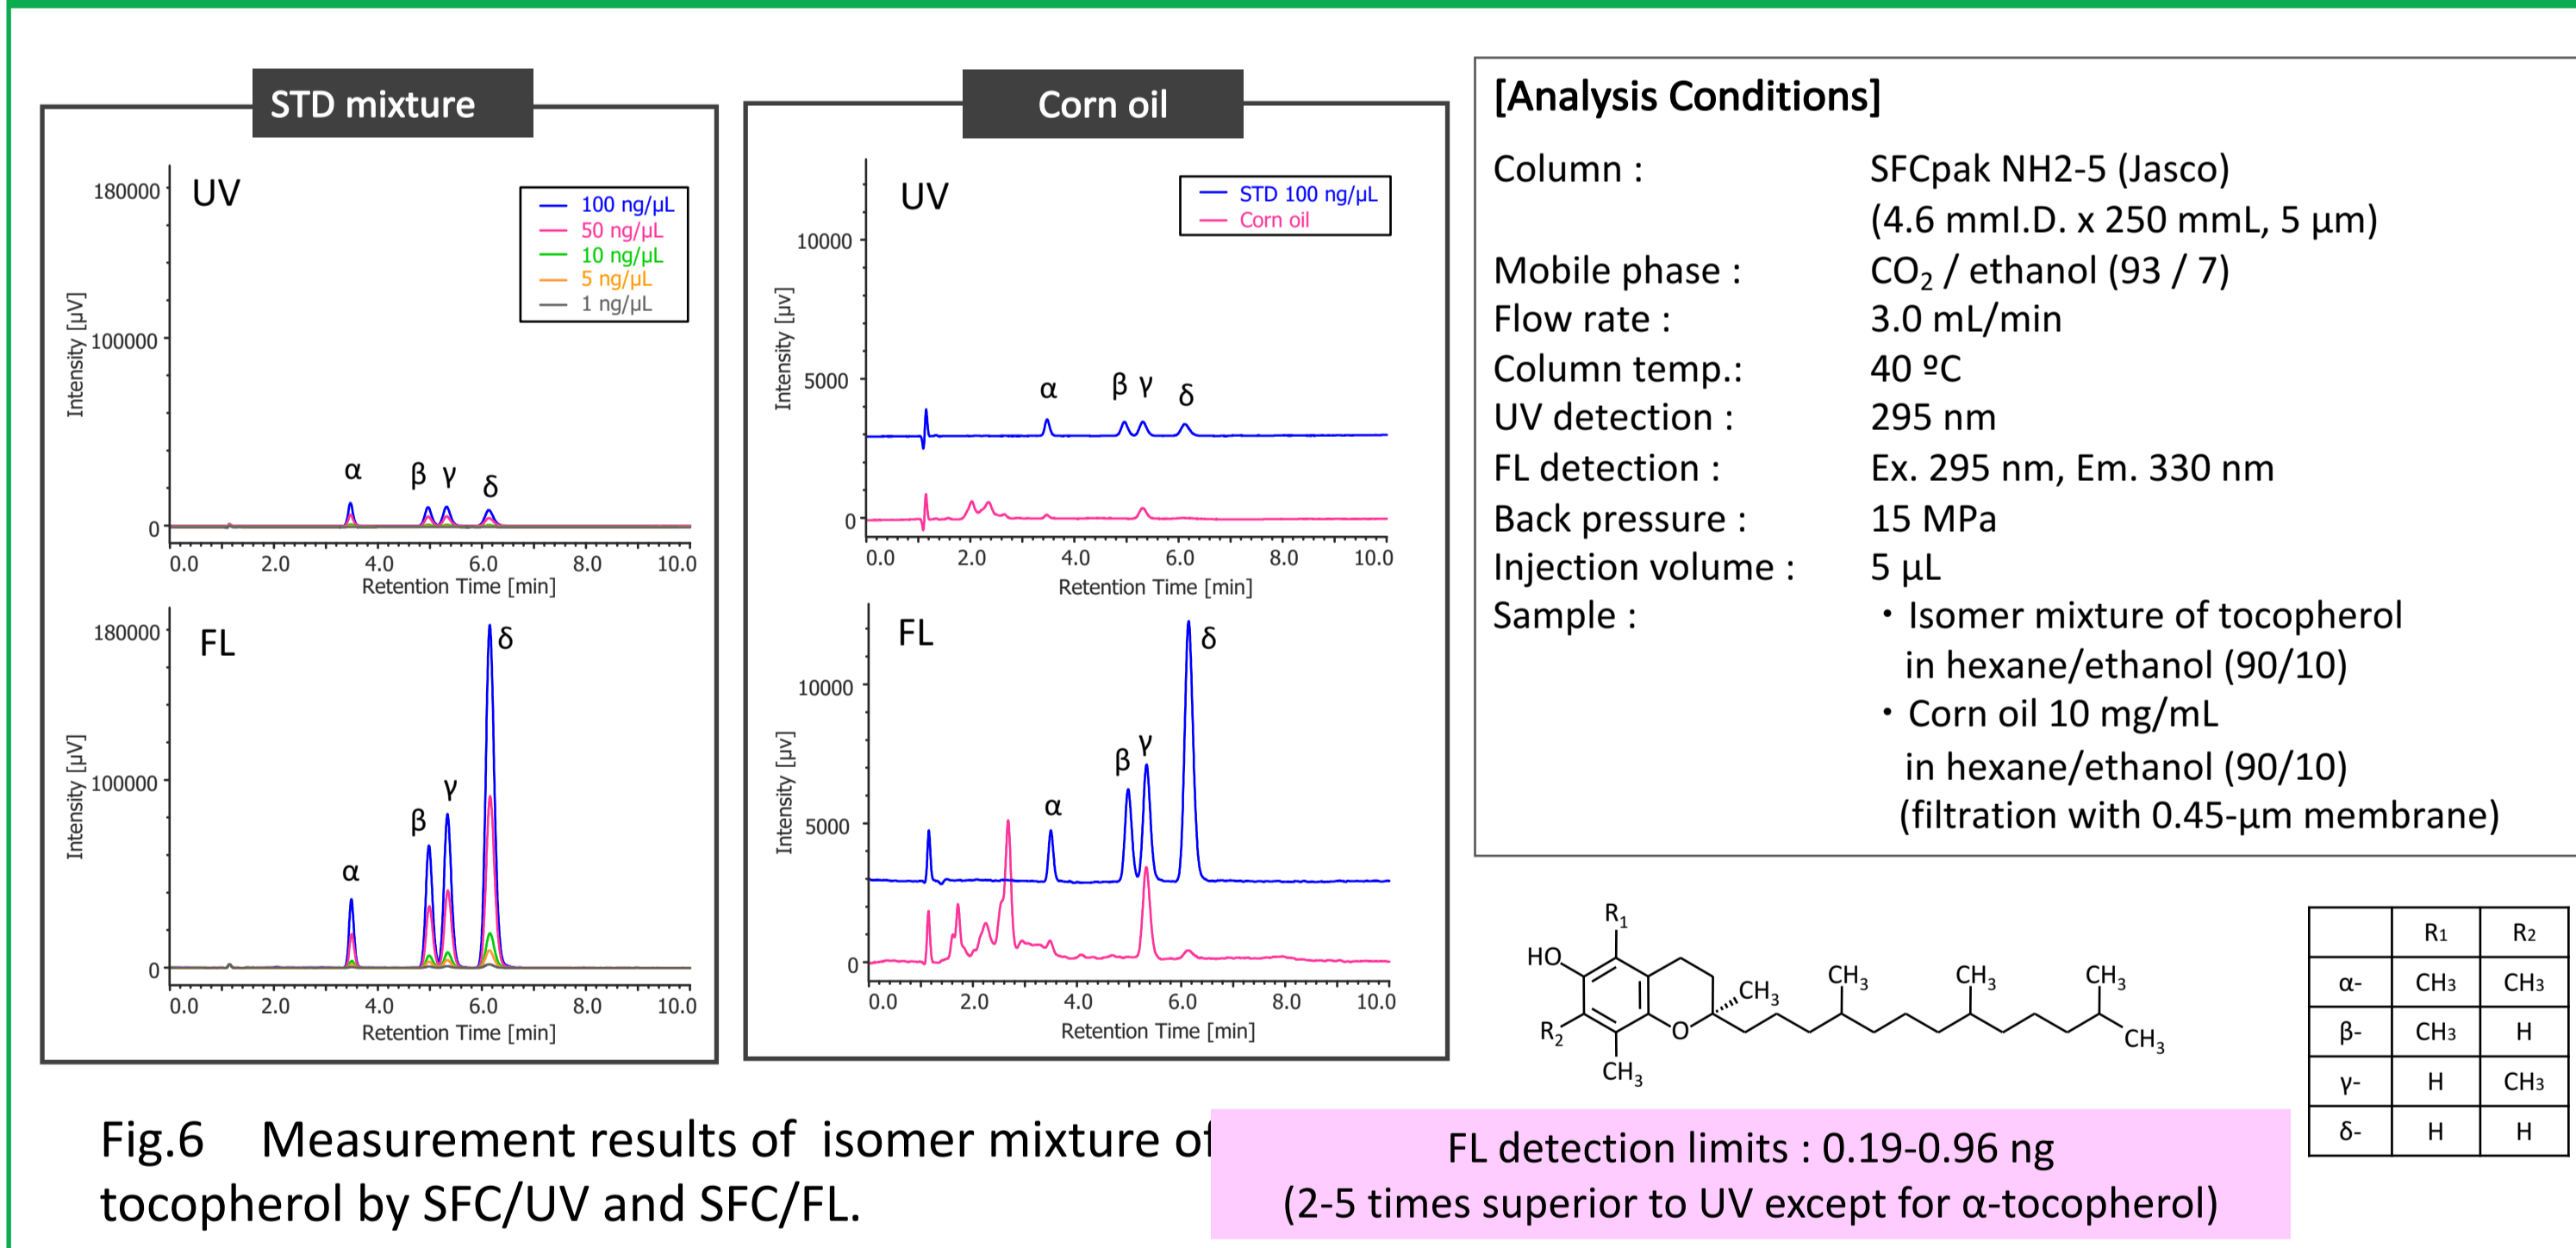 STD mixture
UV
180000
100000
0
Intensity [µV]
100 ng/µL
50 ng/µL
10 ng/µL
5 ng/µL
1 ng/µL
α β γ δ
0.0 2.0 4.0 6.0 8.0 10.0
Retention Time [min]
FL
180000
100000
0
Intensity [µV]
α β γ δ
0.0 2.0 4.0 6.0 8.0 10.0
Retention Time [min]
Corn oil
UV
10000
5000
0
Intensity [µv]
STD 100 ng/µL
Corn oil
α β γ δ
0.0 2.0 4.0 6.0 8.0 10.0
Retention Time [min]
FL
10000
5000
0
Intensity [µv]
α β γ δ
0.0 2.0 4.0 6.0 8.0 10.0
Retention Time [min]
[Analysis Conditions]
Column : SFCpak NH2-5 (Jasco)
(4.6 mmI.D. x 250 mmL, 5 µm)
Mobile phase : CO₂ / ethanol (93 / 7)
Flow rate : 3.0 mL/min
Column temp.: 40 ºC
UV detection : 295 nm
FL detection : Ex. 295 nm, Em. 330 nm
Back pressure : 15 MPa
Injection volume : 5 µL
Sample : ・Isomer mixture of tocopherol
in hexane/ethanol (90/10)
・Corn oil 10 mg/mL
in hexane/ethanol (90/10)
(filtration with 0.45-µm membrane)
R₁
HO
R₂
CH₃
O
CH₃
CH₃
CH₃
CH₃
CH₃
R1 R2
α- CH3 CH3
β- CH3 H
γ- H CH3
δ- H H
Fig.6 Measurement results of isomer mixture of
tocopherol by SFC/UV and SFC/FL.
FL detection limits : 0.19-0.96 ng
(2-5 times superior to UV except for α-tocopherol)